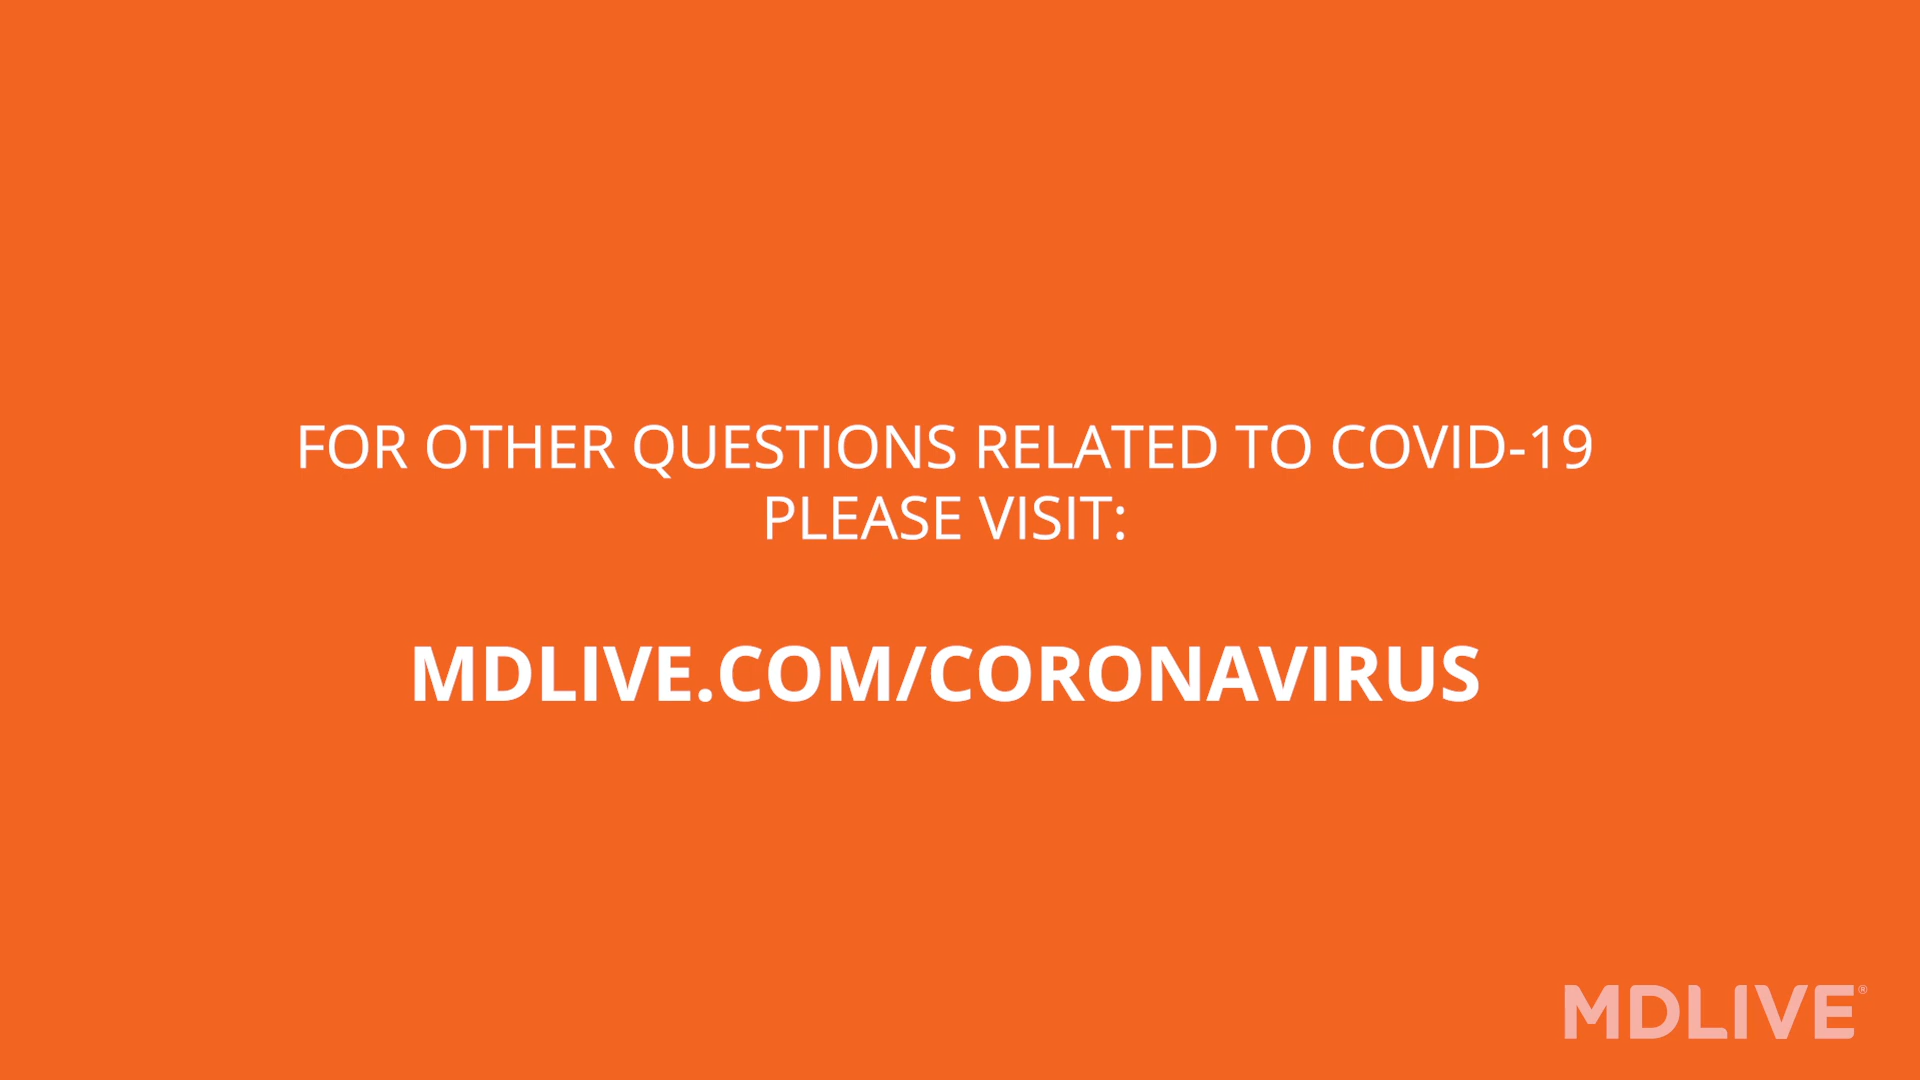 FOR OTHER QUESTIONS RELATED TO COVID-19
PLEASE VISIT:
MDLIVE.COM/CORONAVIRUS
MDLIVE®